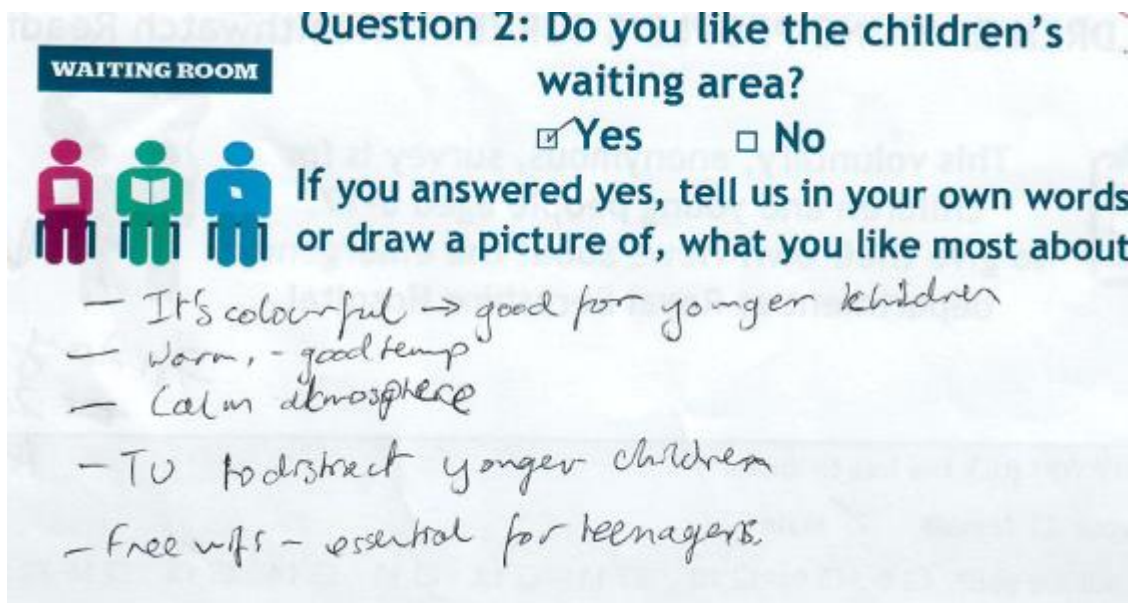 Question 2: Do you like the children's
WAITING ROOM
waiting area?
Yes No
If you answered yes, tell us in your own words
or draw a picture of, what you like most about
- It's colourful → good for younger children
- Warm, - good temp
- Calm atmosphere
- TV to distract yonger children
- Free wifi - essential for teenagers.